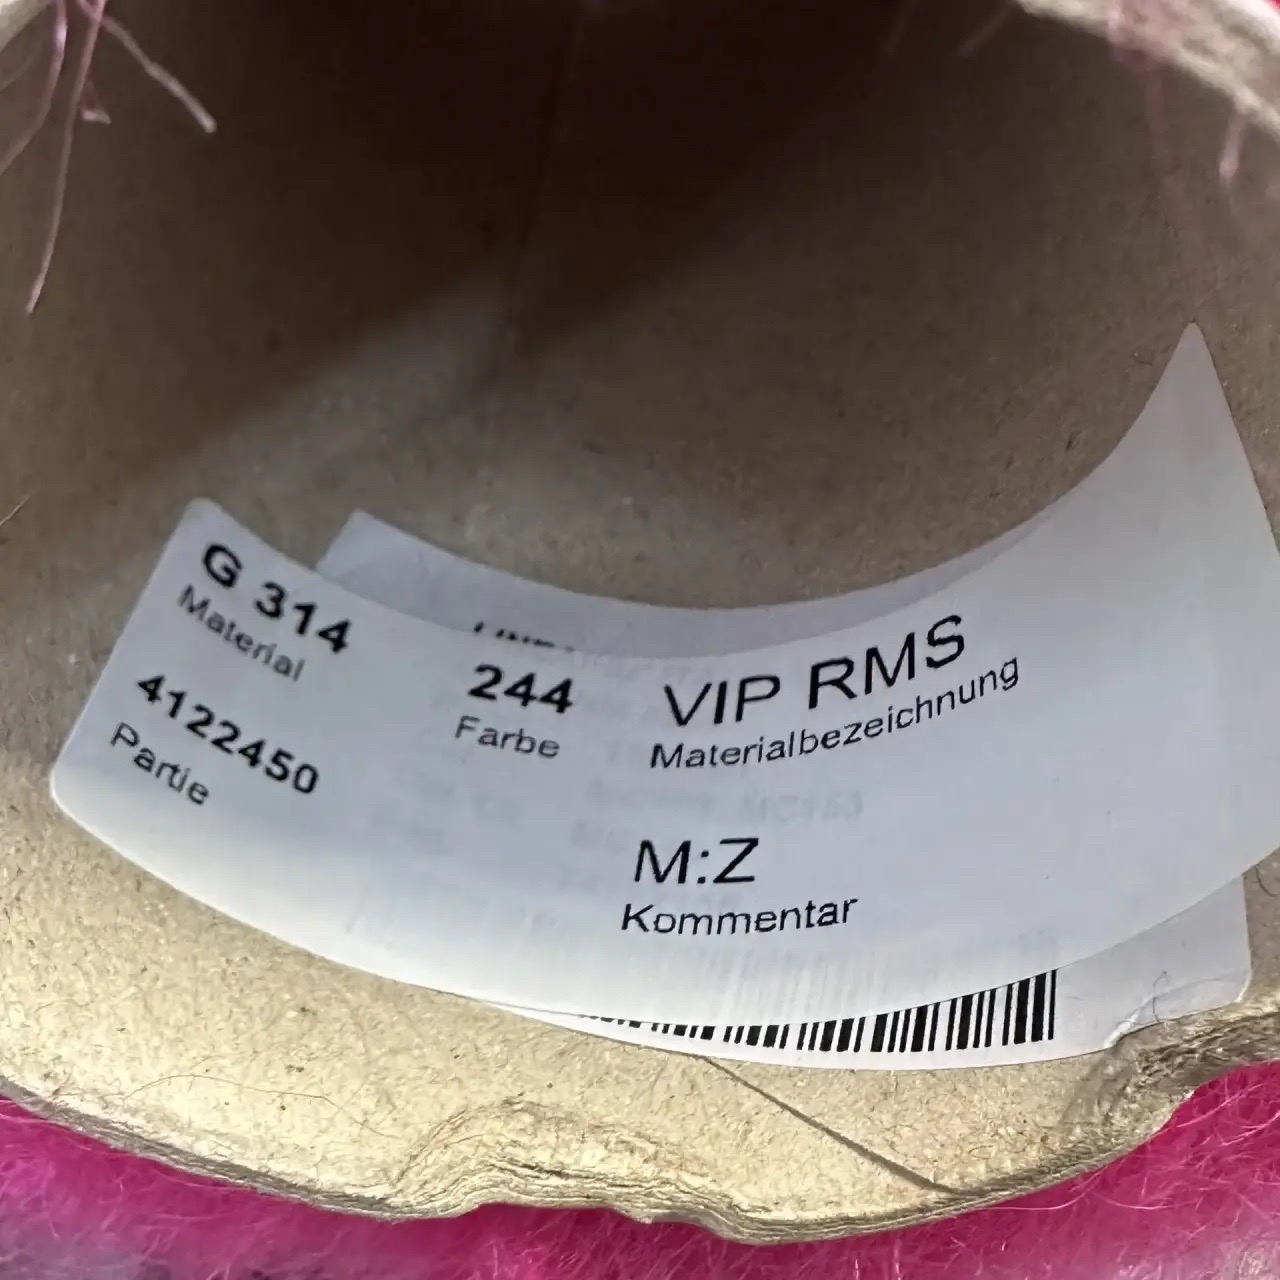 G 314
Material
244
Farbe
VIP RMS
Materialbezeichnung
4122450
Partie
M:Z
Kommentar